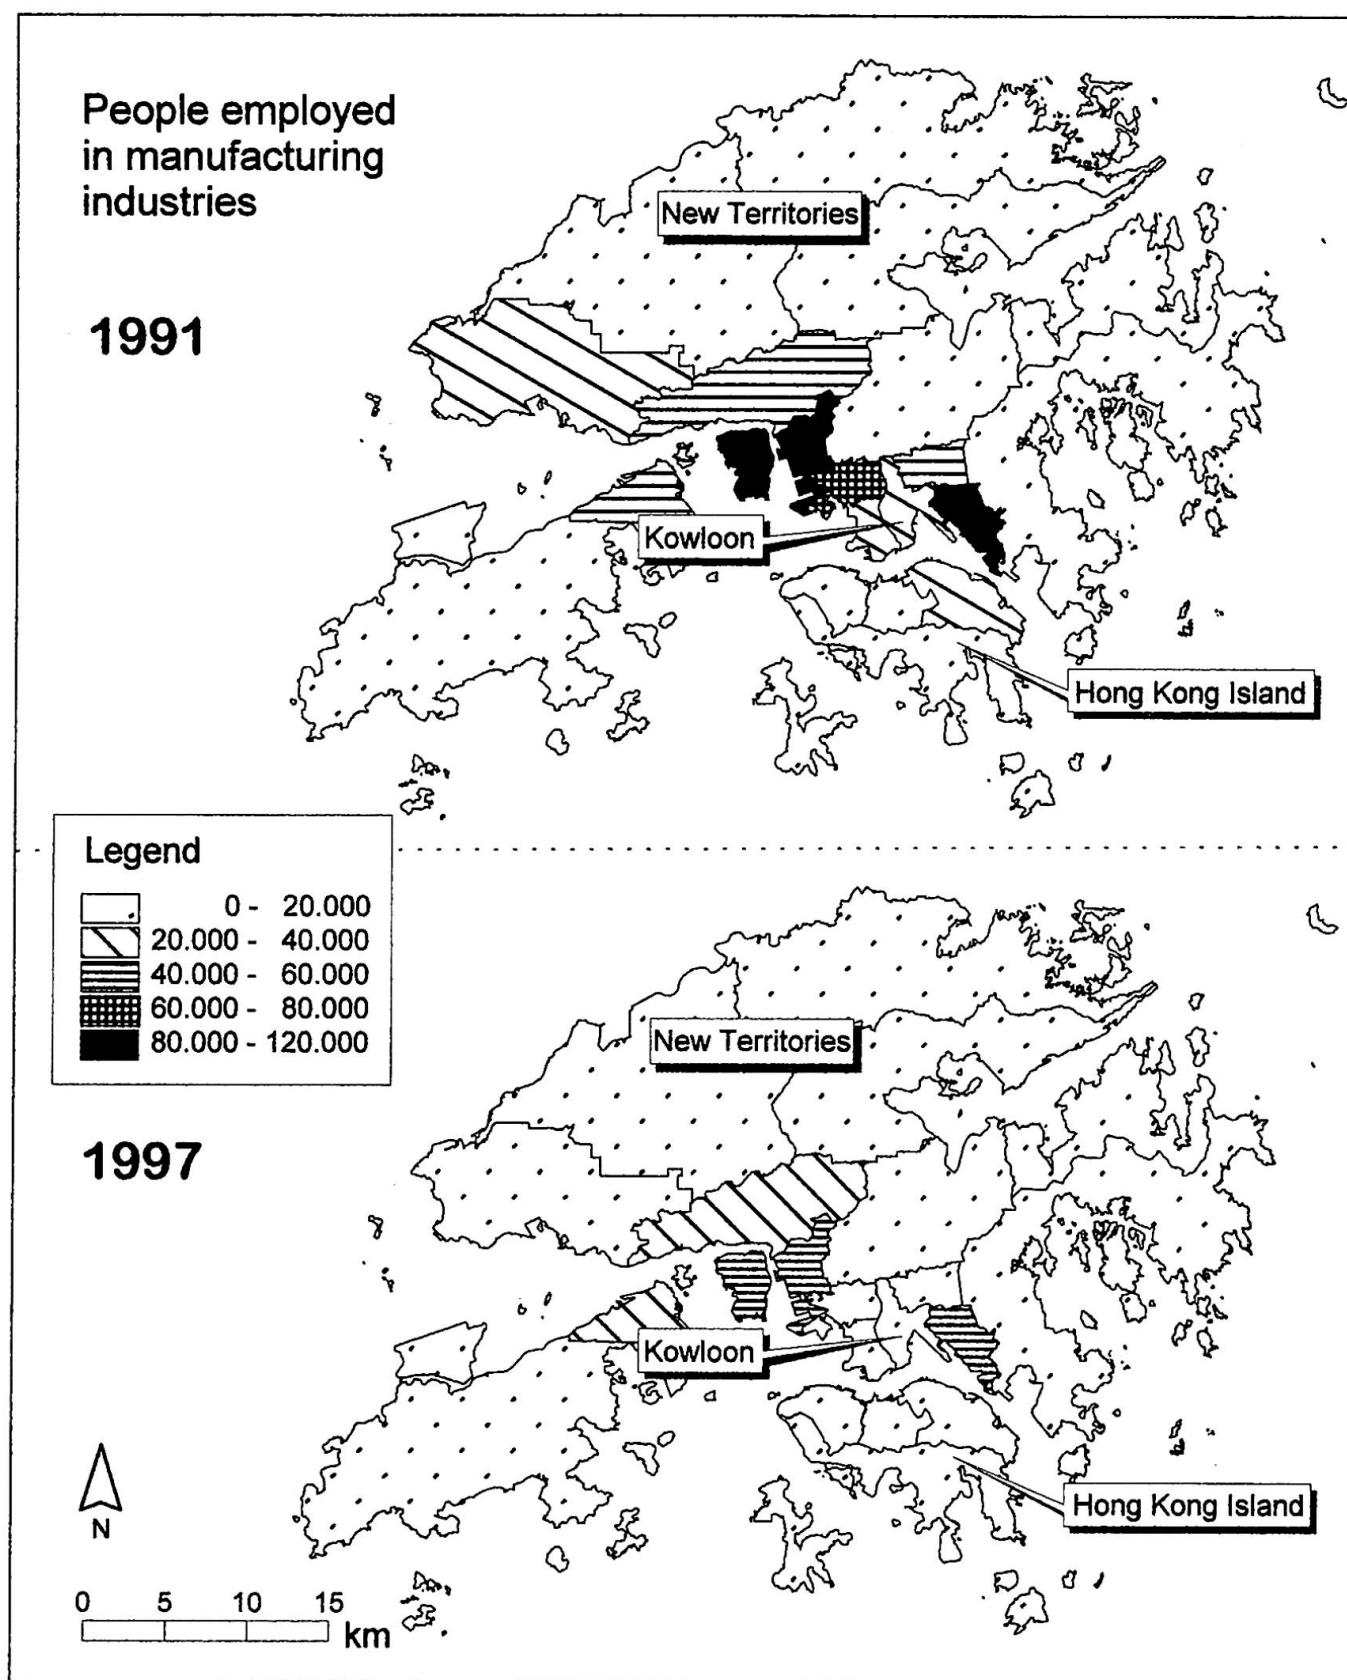 People employed
in manufacturing
industries
New Territories
1991
Kowloon
Hong Kong Island
Legend
0 - 20.000
20.000 - 40.000
40.000 - 60.000
60.000 - 80.000
80.000 - 120.000
New Territories
1997
Kowloon
Hong Kong Island
N
0 5 10 15
km